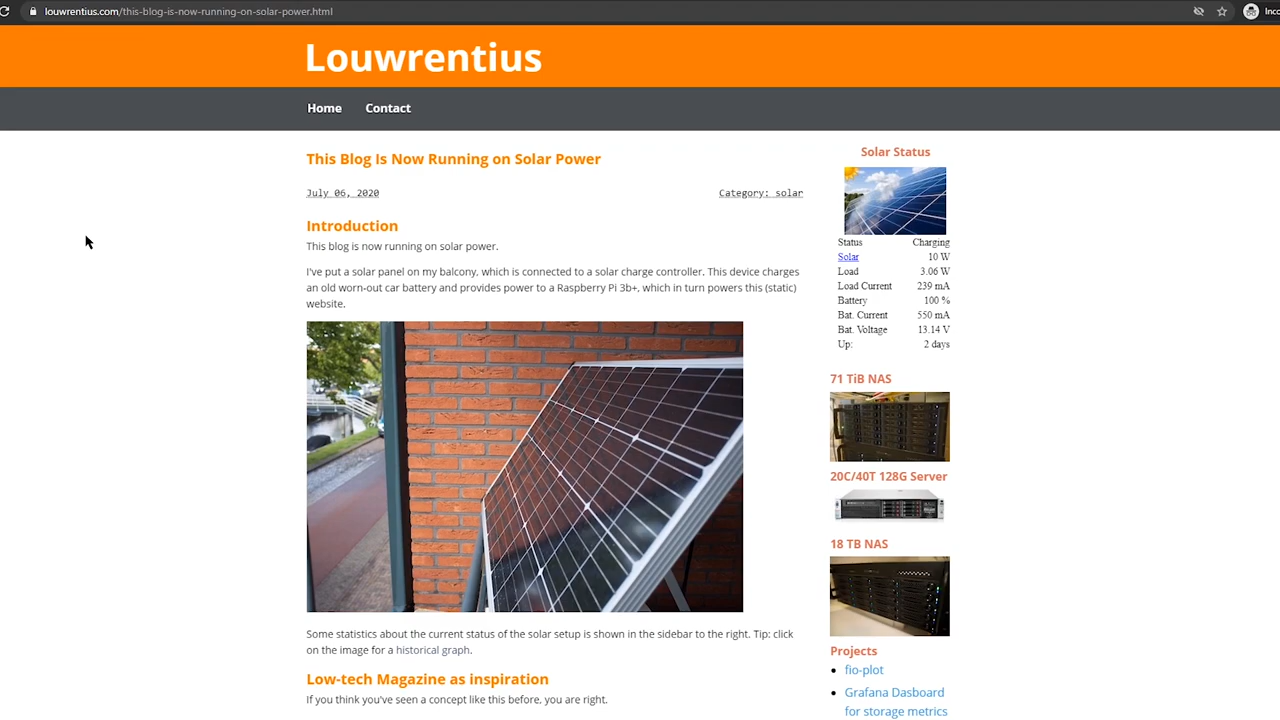 louwrentius.com/this-blog-is-now-running-on-solar-power.html
Inco
Louwrentius
Home Contact
This Blog Is Now Running on Solar Power
July 06, 2020 Category: solar
Introduction
This blog is now running on solar power.
I've put a solar panel on my balcony, which is connected to a solar charge controller. This device charges
an old worn-out car battery and provides power to a Raspberry Pi 3b+, which in turn powers this (static)
website.
Some statistics about the current status of the solar setup is shown in the sidebar to the right. Tip: click
on the image for a historical graph.
Low-tech Magazine as inspiration
If you think you've seen a concept like this before, you are right.
Solar Status
Status Charging
Solar 10 W
Load 3.06 W
Load Current 239 mA
Battery 100 %
Bat. Current 550 mA
Bat. Voltage 13.14 V
Up: 2 days
71 TiB NAS
20C/40T 128G Server
18 TB NAS
Projects
fio-plot
Grafana Dasboard
for storage metrics